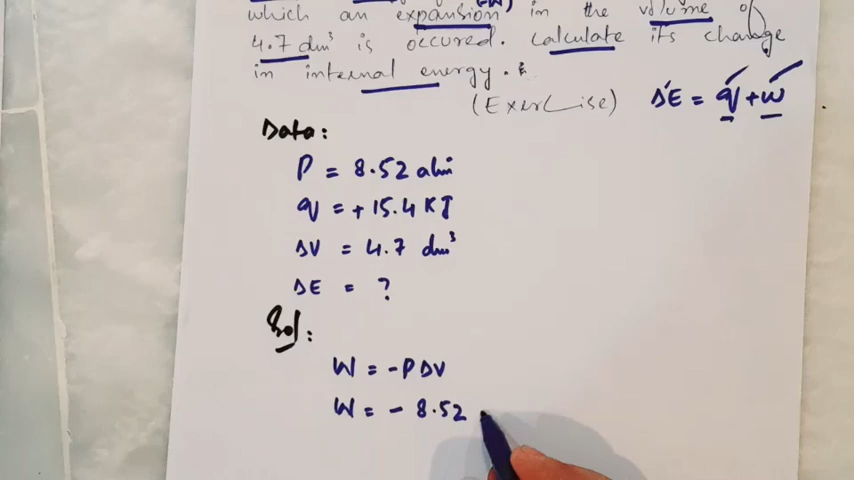 which an expansion in the volume of
4.7 dm³ is occured. calculate its change
in internal energy.
(Exercise) ΔE = q + w
Data:
P = 8.52 atm
q = +15.4 KJ
ΔV = 4.7 dm³
ΔE = ?
Sol:
W = -PΔV
W = - 8.52